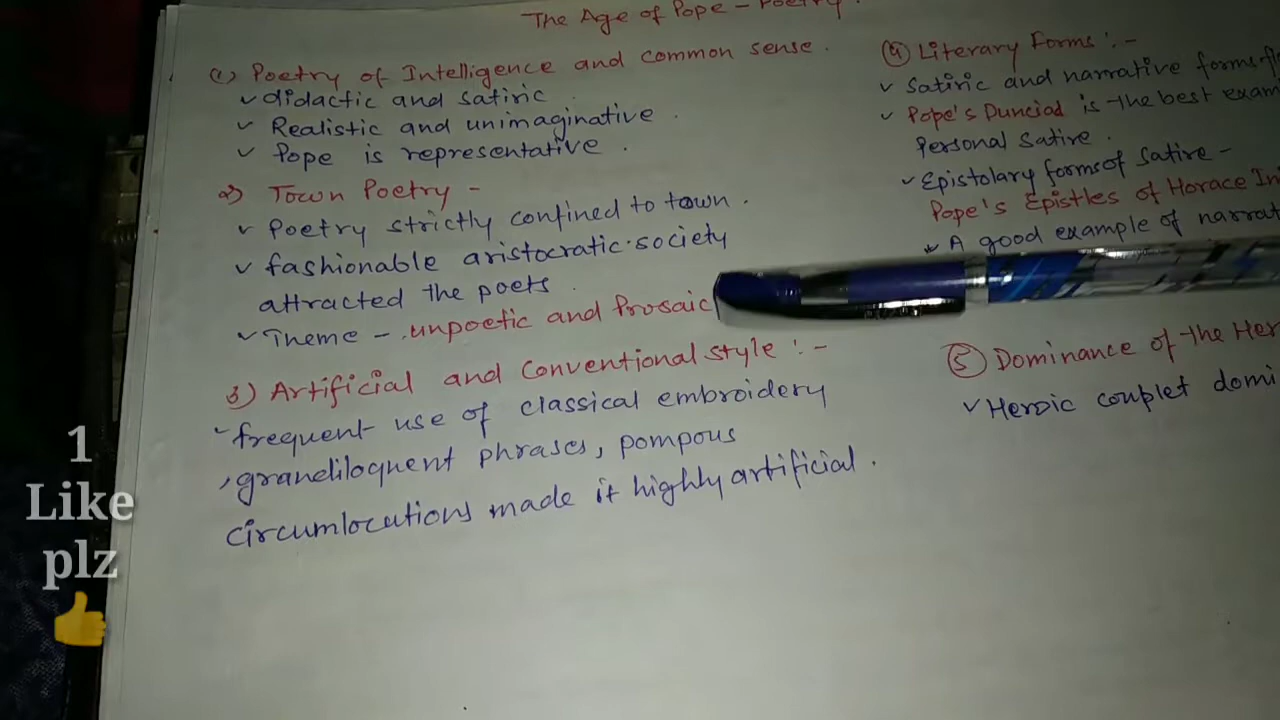 The Age of Pope - Poetry.
1) Poetry of Intelligence and common sense.
✓ didactic and satiric
✓ Realistic and unimaginative.
✓ Pope is representative.
2) Town Poetry -
✓ Poetry strictly confined to town.
✓ fashionable aristocratic society
attracted the poets.
✓ Theme - unpoetic and Prosaic
3) Artificial and Conventional style :-
✓ frequent use of classical embroidery
, grandiloquent phrases, pompous
circumlocutions made it highly artificial.
④ Literary Forms :-
✓ Satiric and narrative forms
✓ Pope's Dunciad is the best
Personal Satire.
✓ Epistolary forms of Satire -
Pope's Epistles of Horace
✓ A good example of
⑤ Dominance of the
✓ Heroic couplet
1
Like
plz
👍